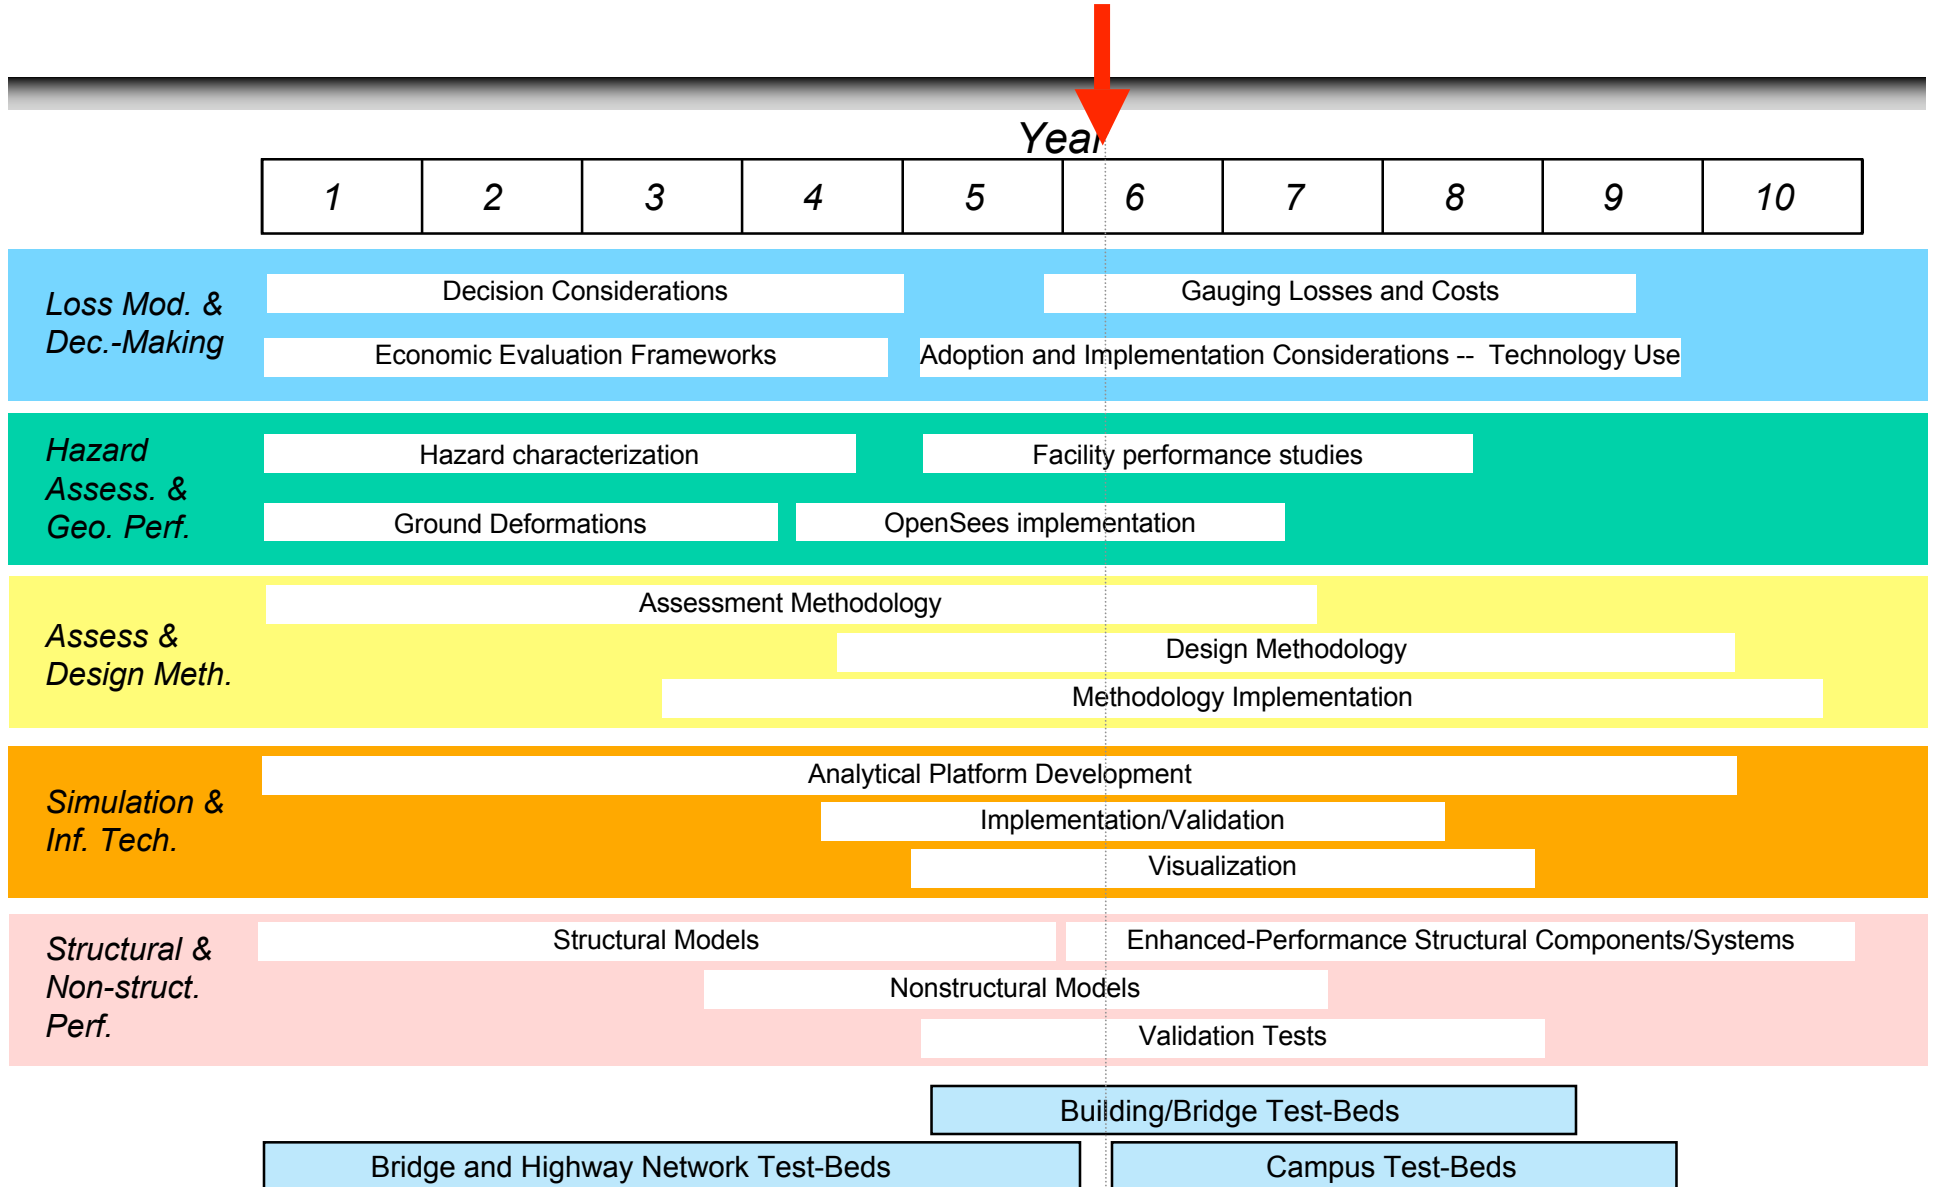 Year
1 2 3 4 5 6 7 8 9 10
Loss Mod. &
Dec.-Making
Decision Considerations
Gauging Losses and Costs
Economic Evaluation Frameworks
Adoption and Implementation Considerations -- Technology Use
Hazard
Assess. &
Geo. Perf.
Hazard characterization
Facility performance studies
Ground Deformations
OpenSees implementation
Assess &
Design Meth.
Assessment Methodology
Design Methodology
Methodology Implementation
Simulation &
Inf. Tech.
Analytical Platform Development
Implementation/Validation
Visualization
Structural &
Non-struct.
Perf.
Structural Models
Enhanced-Performance Structural Components/Systems
Nonstructural Models
Validation Tests
Building/Bridge Test-Beds
Bridge and Highway Network Test-Beds
Campus Test-Beds